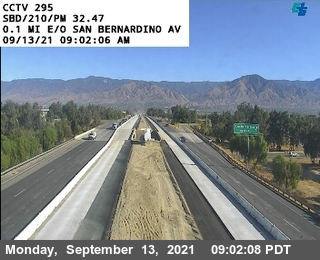 CCTV 295
SBD/210/PM 32.47
0.1 MI E/O SAN BERNARDINO AV
09/13/21 09:02:06 AM
Monday, September 13, 2021 09:02:08 PDT